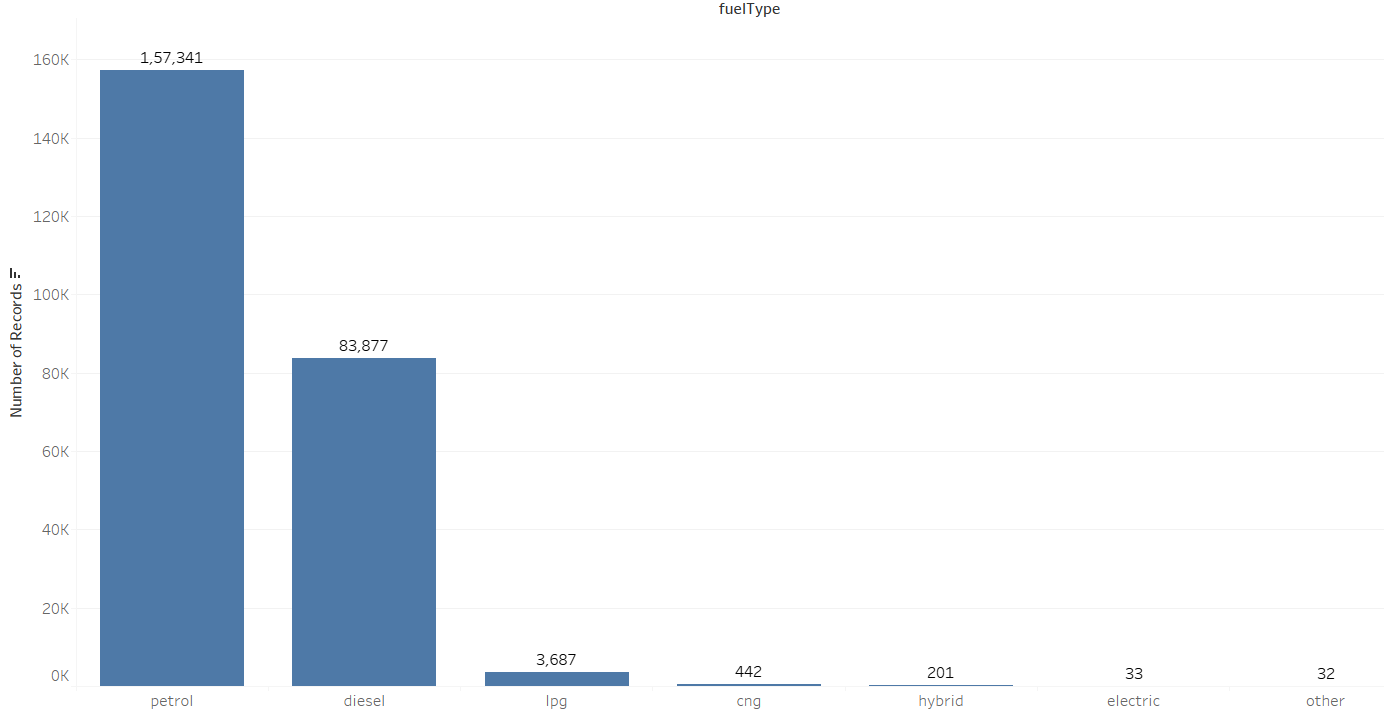 fuelType
Number of Records
160K
140K
120K
100K
80K
60K
40K
20K
0K
1,57,341
83,877
3,687
442
201
33
32
petrol
diesel
lpg
cng
hybrid
electric
other